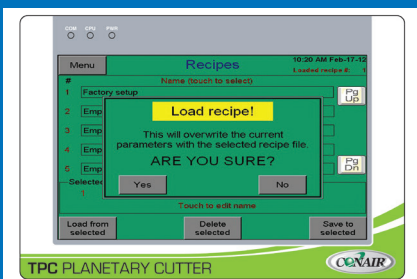 COM CPU PWR
Menu
Recipes
10:20 AM Feb-17-12
Loaded recipe #: 1
#
Name (touch to select)
1 Factory setup
Pg Up
2 Emp
3 Emp
4 Emp
5 Emp
Pg Dn
Load recipe!
This will overwrite the current
parameters with the selected recipe file,
ARE YOU SURE?
Yes
No
Selected
1
Touch to edit name
Load from selected
Delete selected
Save to selected
TPC PLANETARY CUTTER
CONAIR